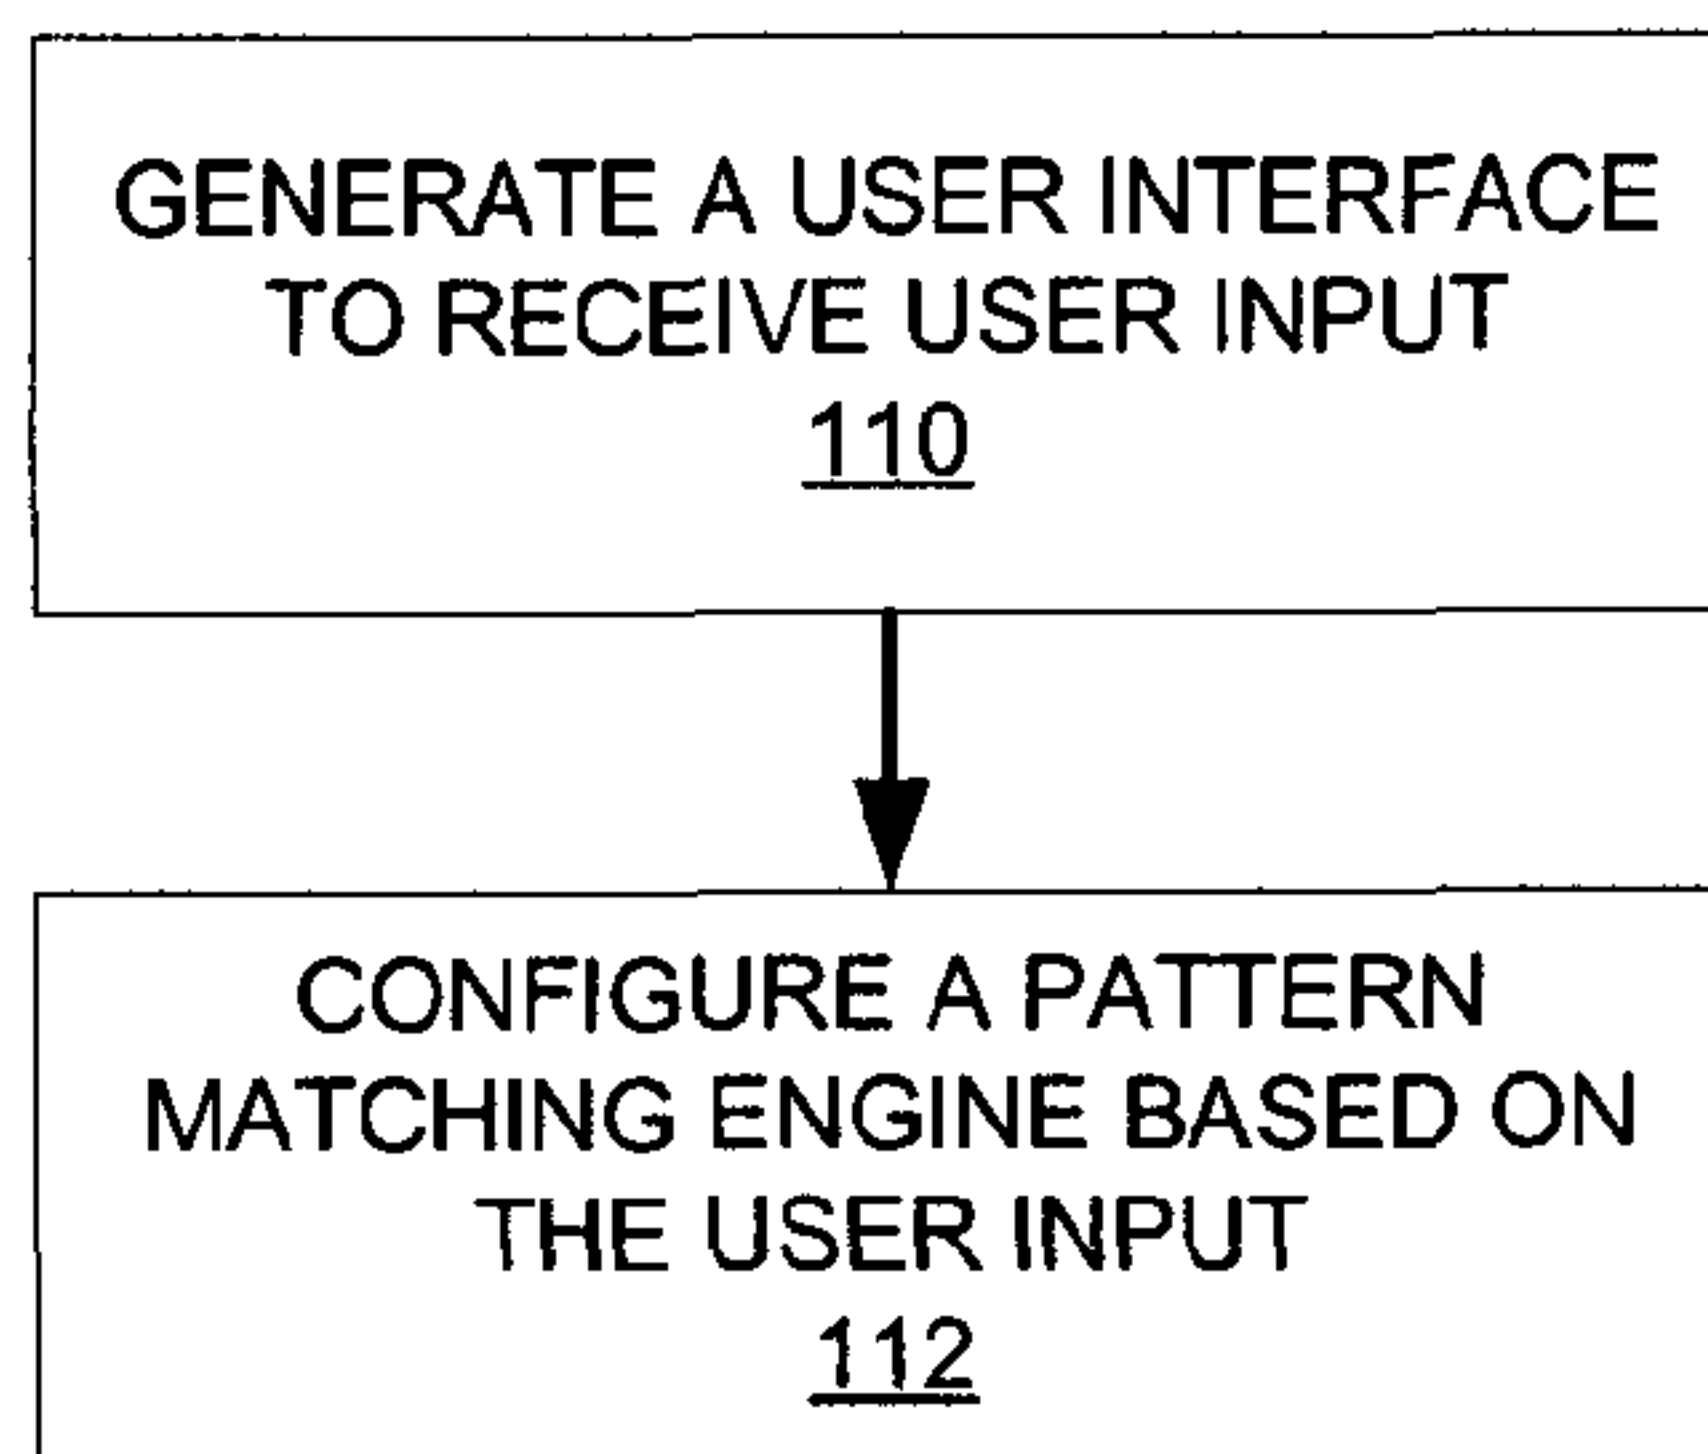 GENERATE A USER INTERFACE
TO RECEIVE USER INPUT
110
CONFIGURE A PATTERN
MATCHING ENGINE BASED ON
THE USER INPUT
112